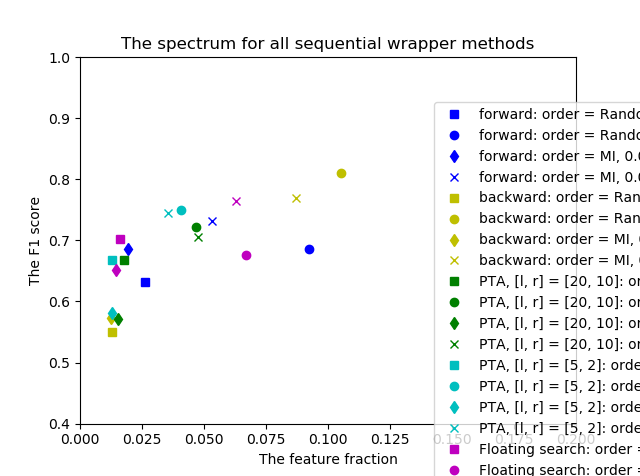 The spectrum for all sequential wrapper methods
1.0
0.9
0.8
0.7
0.6
0.5
0.4
The F1 score
0.000 0.025 0.050 0.075 0.100 0.125 0.150 0.175 0.200
The feature fraction
forward: order = Rando
forward: order = Rando
forward: order = MI, 0.0
forward: order = MI, 0.0
backward: order = Ran
backward: order = Ran
backward: order = MI,
backward: order = MI,
PTA, [l, r] = [20, 10]: or
PTA, [l, r] = [20, 10]: or
PTA, [l, r] = [20, 10]: or
PTA, [l, r] = [20, 10]: or
PTA, [l, r] = [5, 2]: orde
PTA, [l, r] = [5, 2]: orde
PTA, [l, r] = [5, 2]: orde
PTA, [l, r] = [5, 2]: orde
Floating search: order =
Floating search: order =